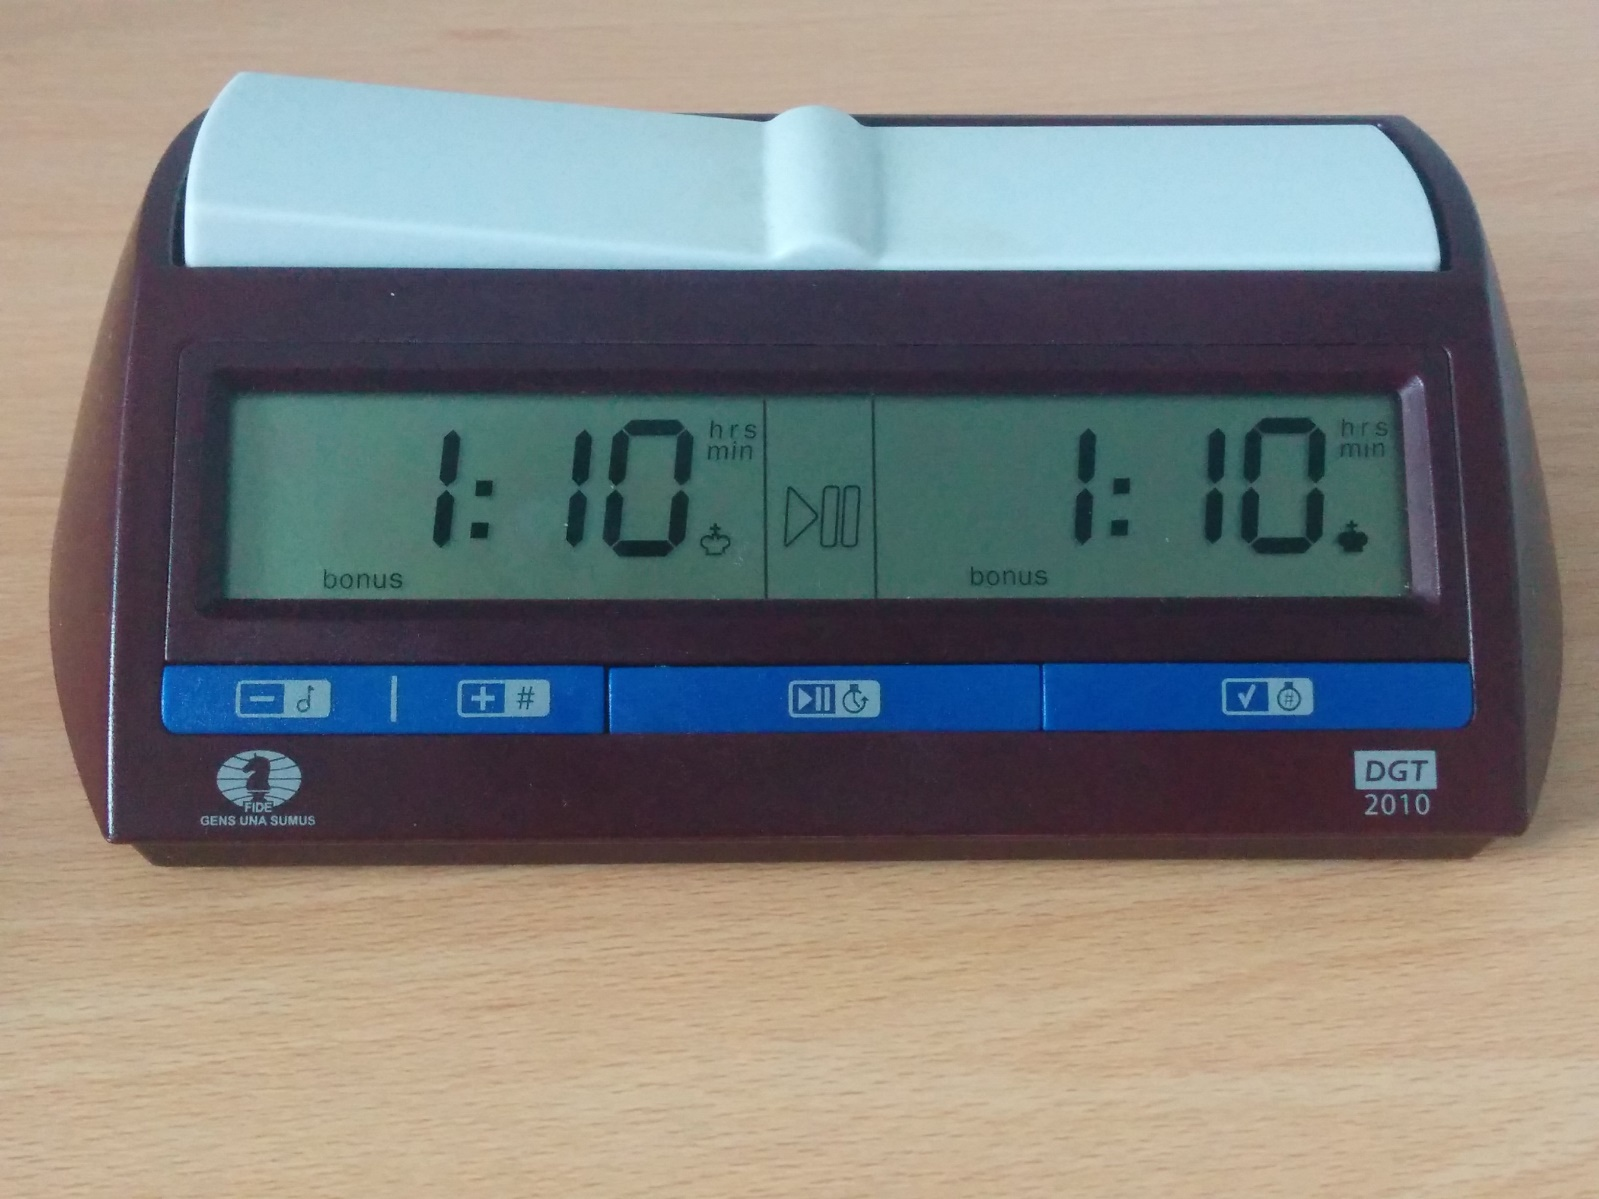 1:10 hrs min
bonus
1:10 hrs min
bonus
#
#
FIDE
GENS UNA SUMUS
DGT
2010